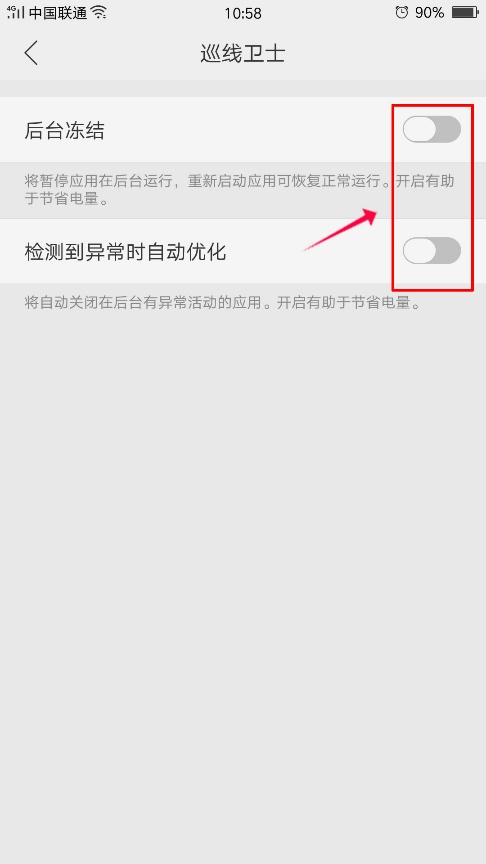 4G 中国联通 10:58 90%
巡线卫士
后台冻结
将暂停应用在后台运行，重新启动应用可恢复正常运行。开启有助
于节省电量。
检测到异常时自动优化
将自动关闭在后台有异常活动的应用。开启有助于节省电量。